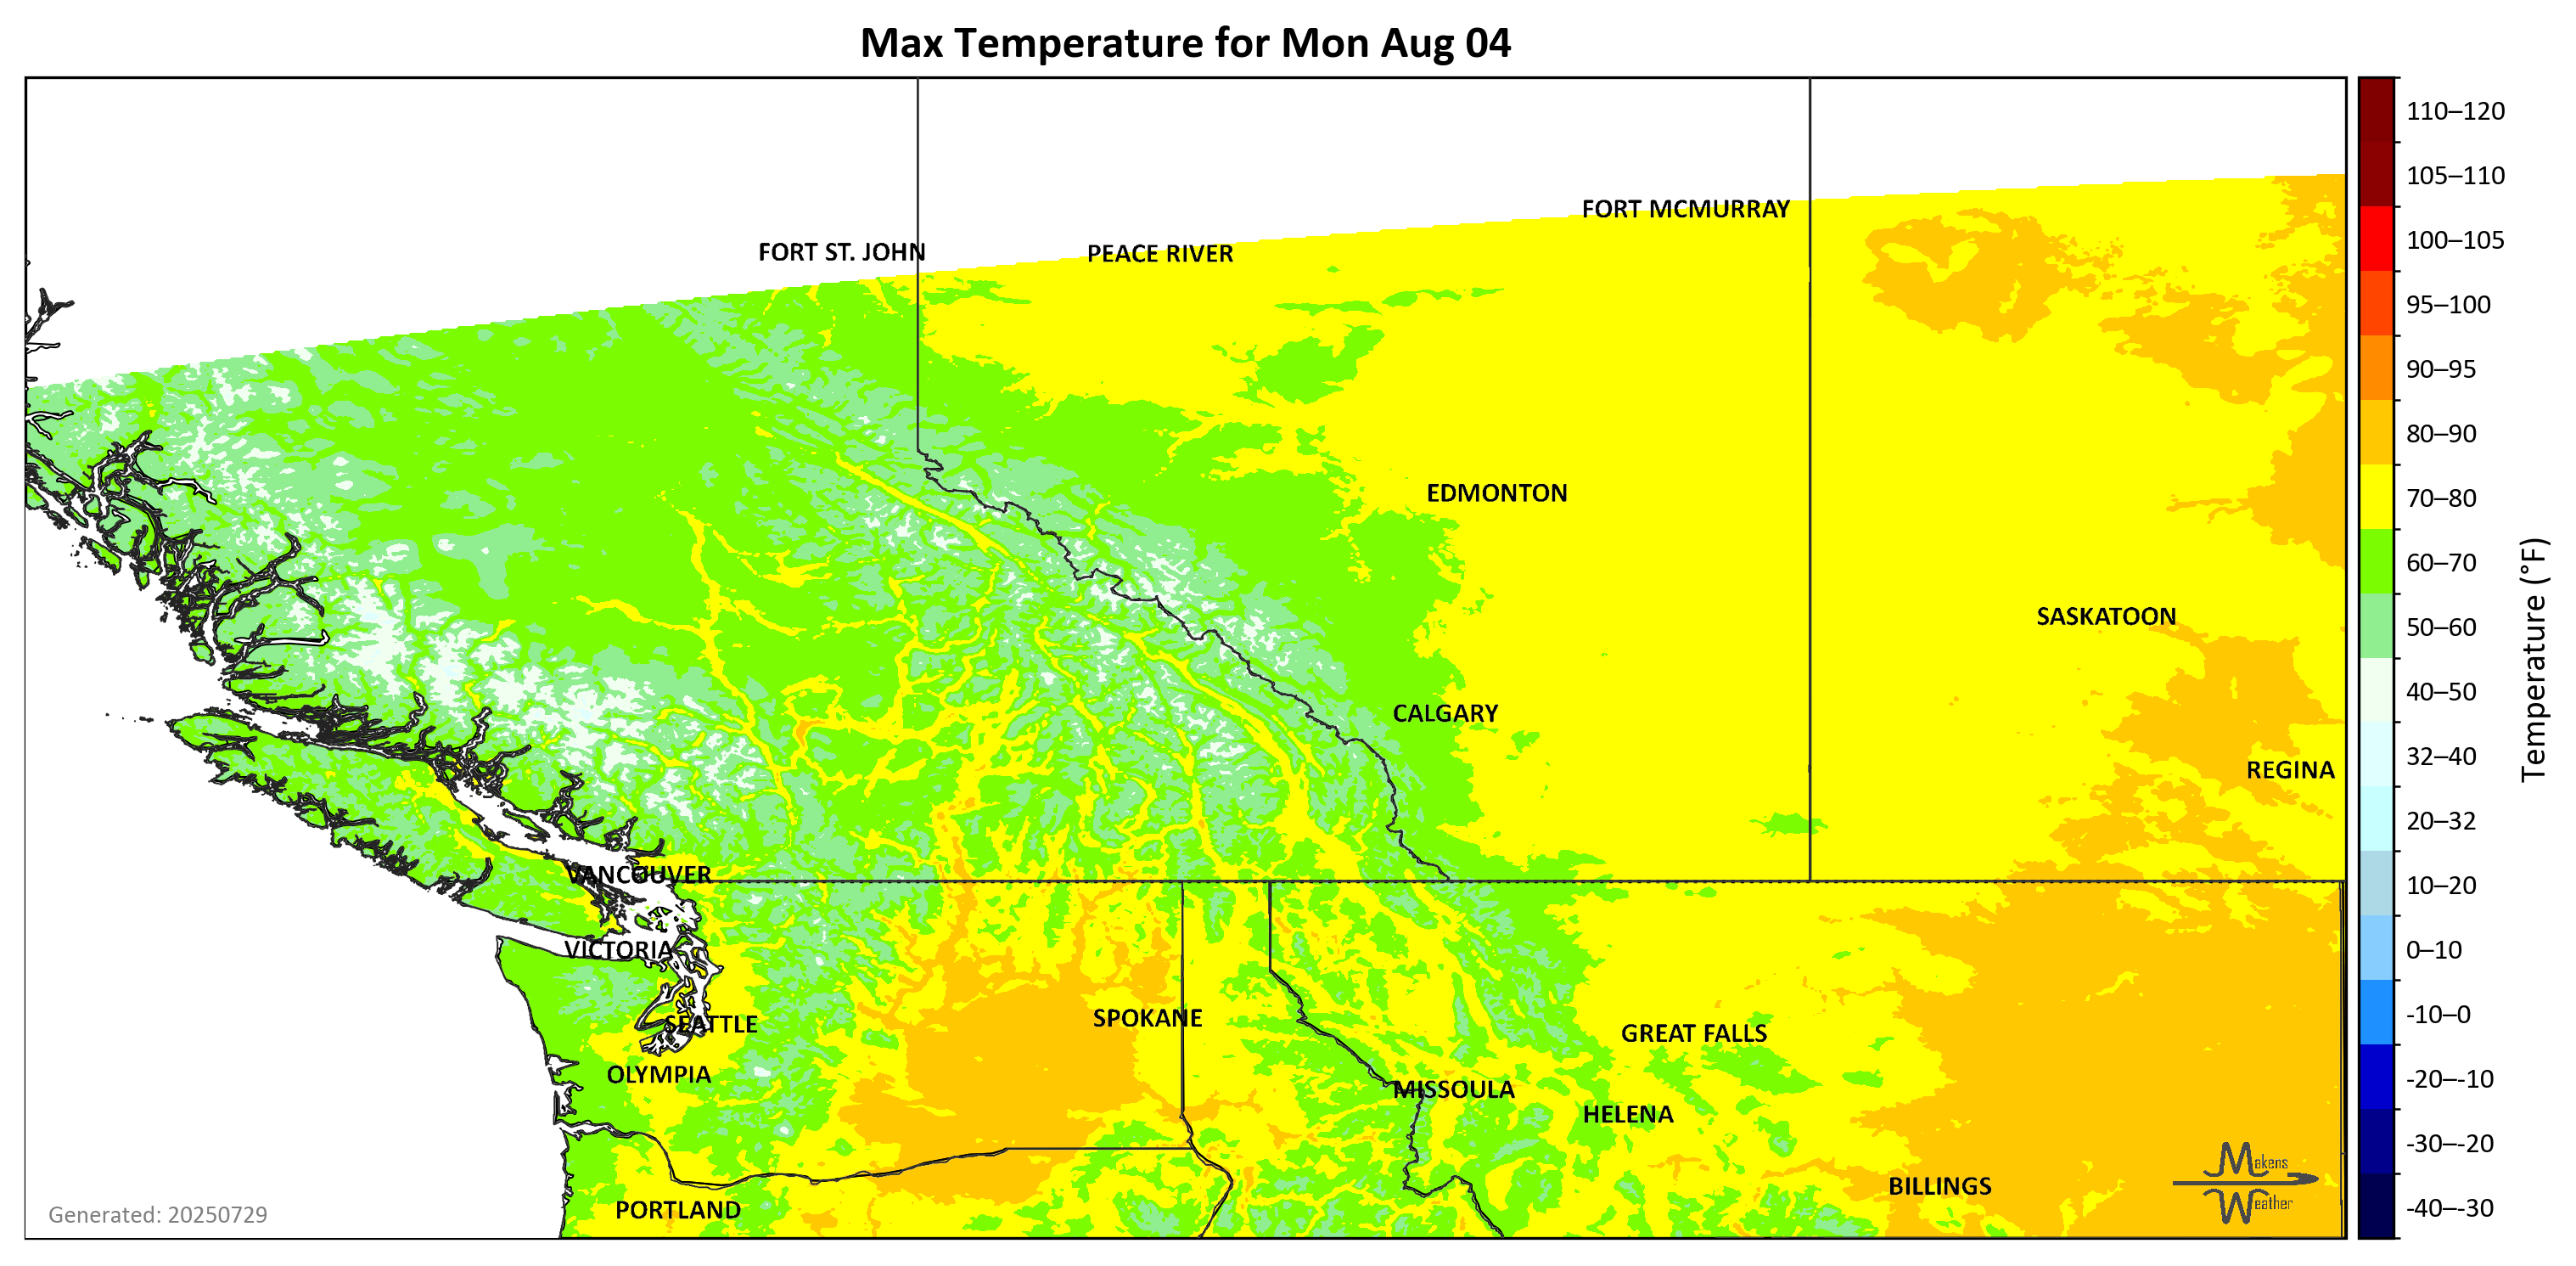 Max Temperature for Mon Aug 04
110–120
105–110
FORT MCMURRAY
100–105
FORT ST. JOHN
PEACE RIVER
95–100
90–95
80–90
EDMONTON
70–80
60–70
SASKATOON
50–60
Temperature (°F)
40–50
CALGARY
REGINA
32–40
20–32
VANCOUVER
10–20
VICTORIA
0–10
SPOKANE
-10–0
SEATTLE
GREAT FALLS
OLYMPIA
-20–-10
MISSOULA
HELENA
-30–-20
Makens
Weather
BILLINGS
PORTLAND
-40–-30
Generated: 20250729